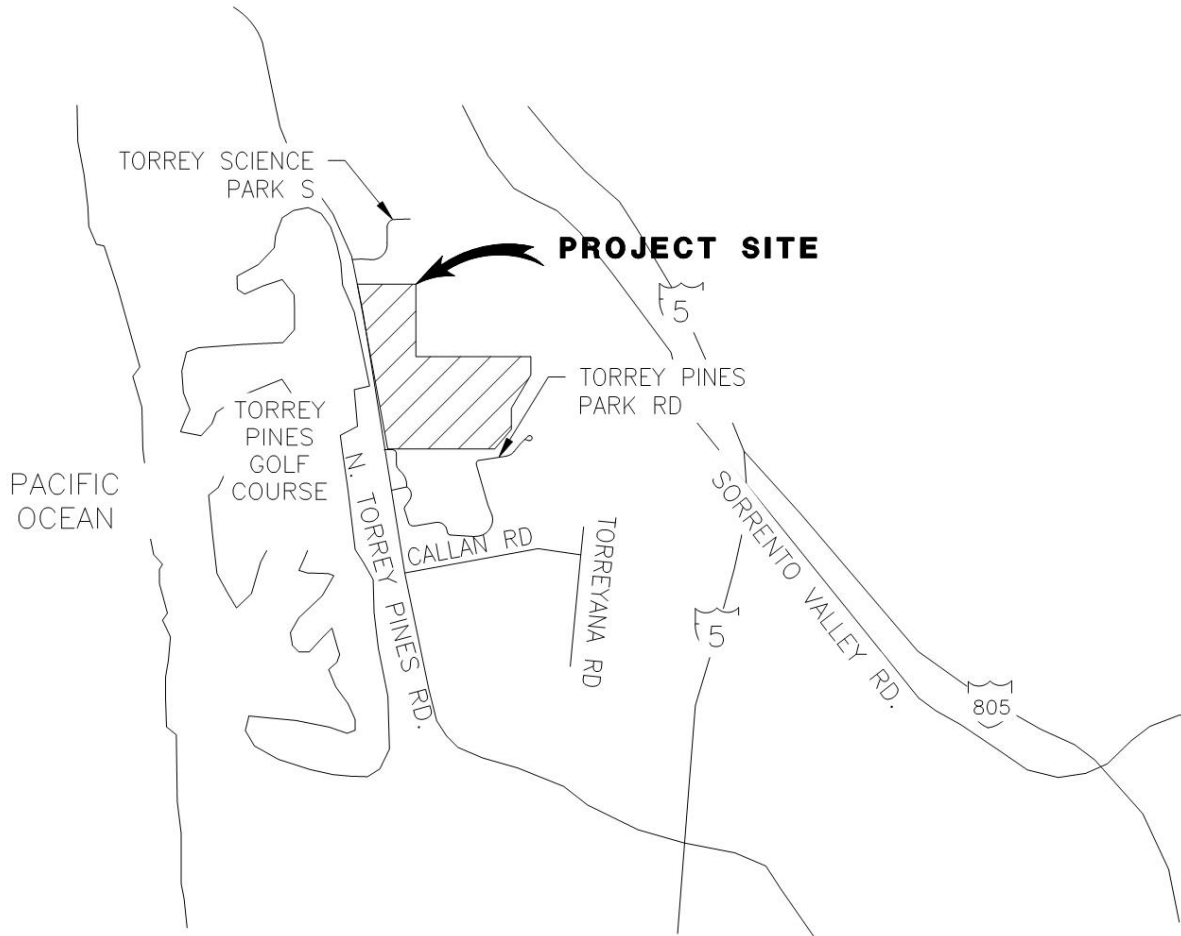 TORREY SCIENCE
PARK S
PROJECT SITE
5
TORREY PINES
PARK RD
TORREY
PINES
GOLF
COURSE
PACIFIC
OCEAN
N. TORREY PINES RD.
CALLAN RD
TORREYANA RD
SORRENTO VALLEY RD.
5
805